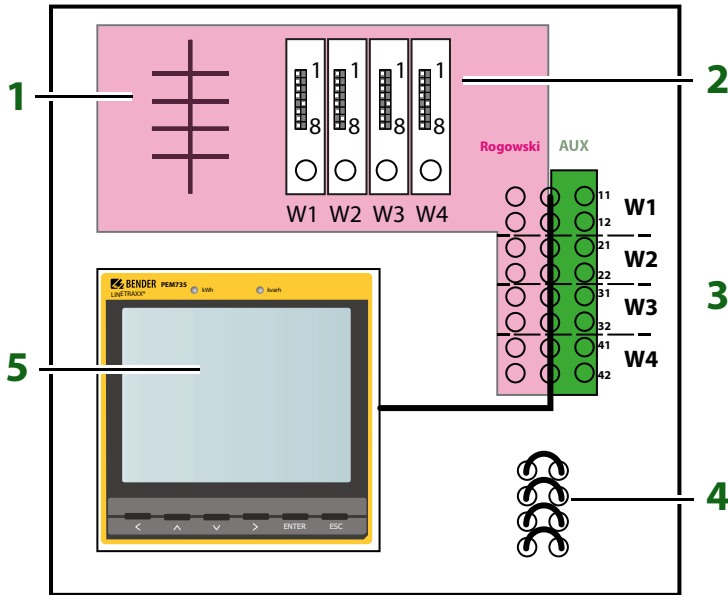 1
2
1
1
1
1
8
8
8
8
W1 W2 W3 W4
Rogowski AUX
11
W1
12
21
W2
22
31
W3
32
41
W4
42
3
BENDER PEM735 kWh kvarh
LINETRAXX®
5
< ∧ ∨ > ENTER ESC
4